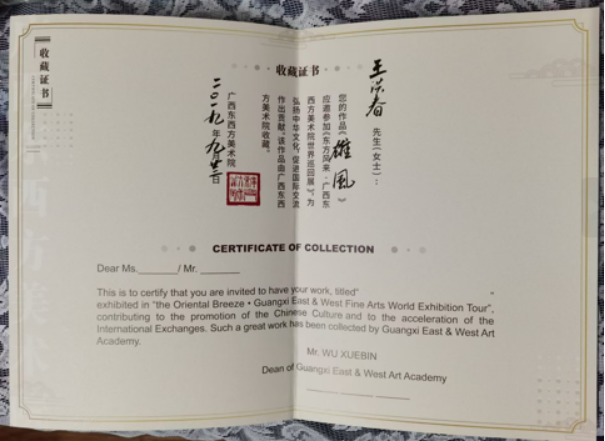 收藏证书
收藏证书
王洪春 先生(女士):
您的作品《雄風》
应邀参加《东方风来·广西东
西方美术院世界巡回展》,为
弘扬中华文化,促进国际交流
作出贡献。该作品由广西东西
方美术院收藏。
广西东西方美术院
二〇一九年九月
CERTIFICATE OF COLLECTION
Dear Ms.______/ Mr. ______
This is to certify that you are invited to have your work, titled" "
exhibited in "the Oriental Breeze • Guangxi East & West Fine Arts World Exhibition Tour",
contributing to the promotion of the Chinese Culture and to the acceleration of the
International Exchanges. Such a great work has been collected by Guangxi East & West Art
Academy.
Mr. WU XUEBIN
Dean of Guangxi East & West Art Academy